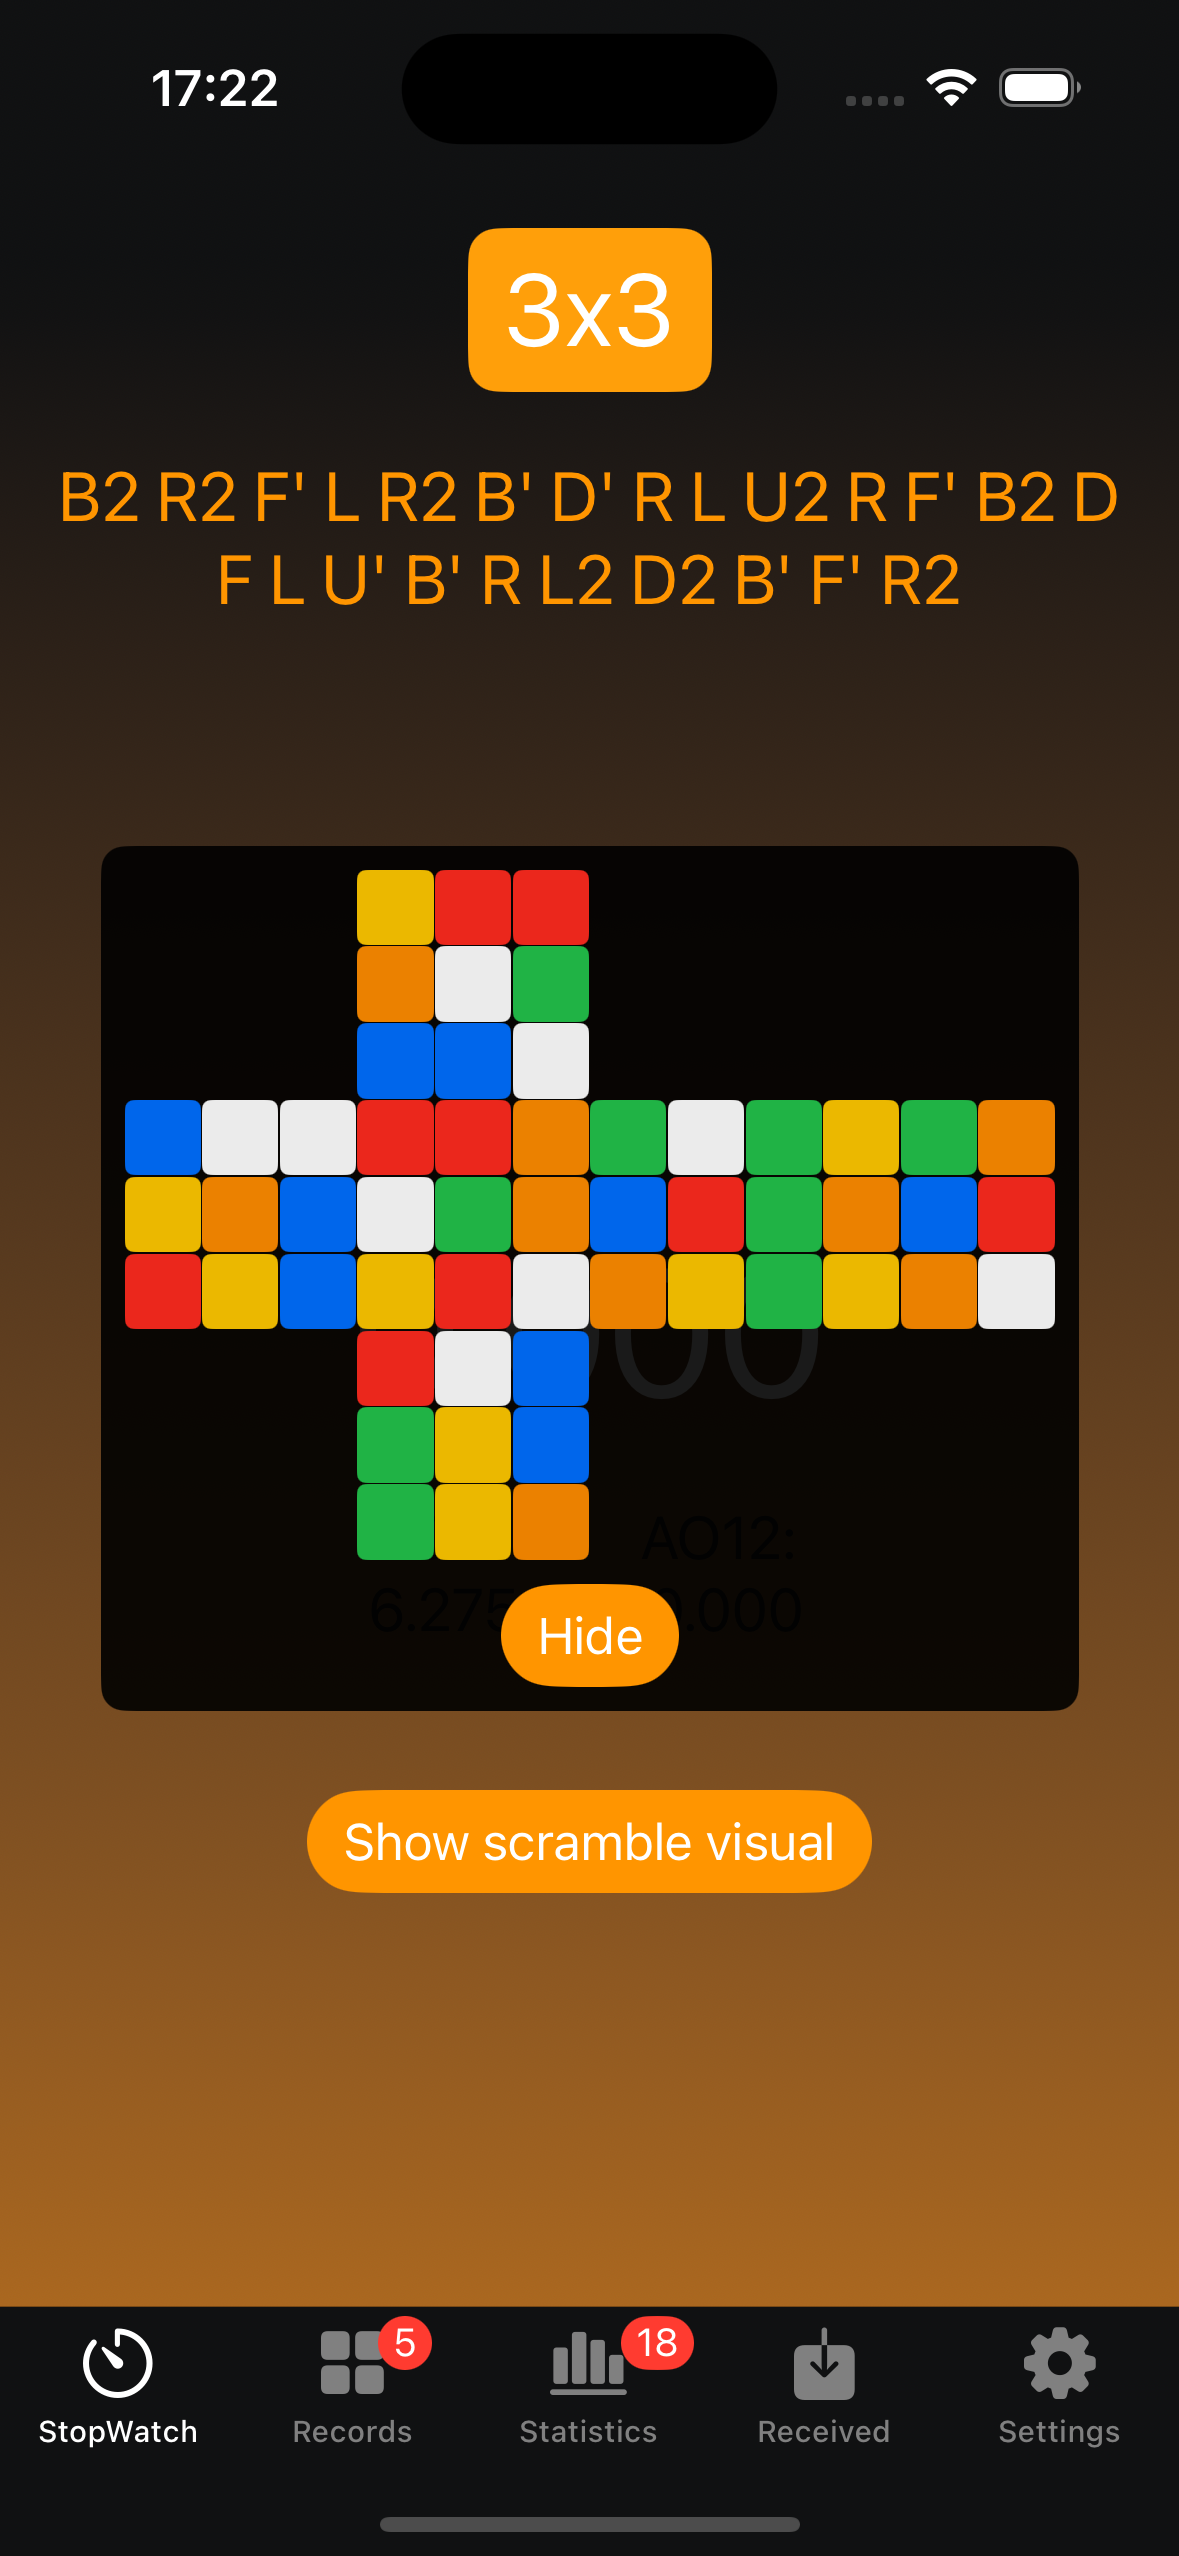 17:22
3x3
B2 R2 F' L R2 B' D' R L U2 R F' B2 D
F L U' B' R L2 D2 B' F' R2
AO12:
Hide
Show scramble visual
5
18
StopWatch
Records
Statistics
Received
Settings